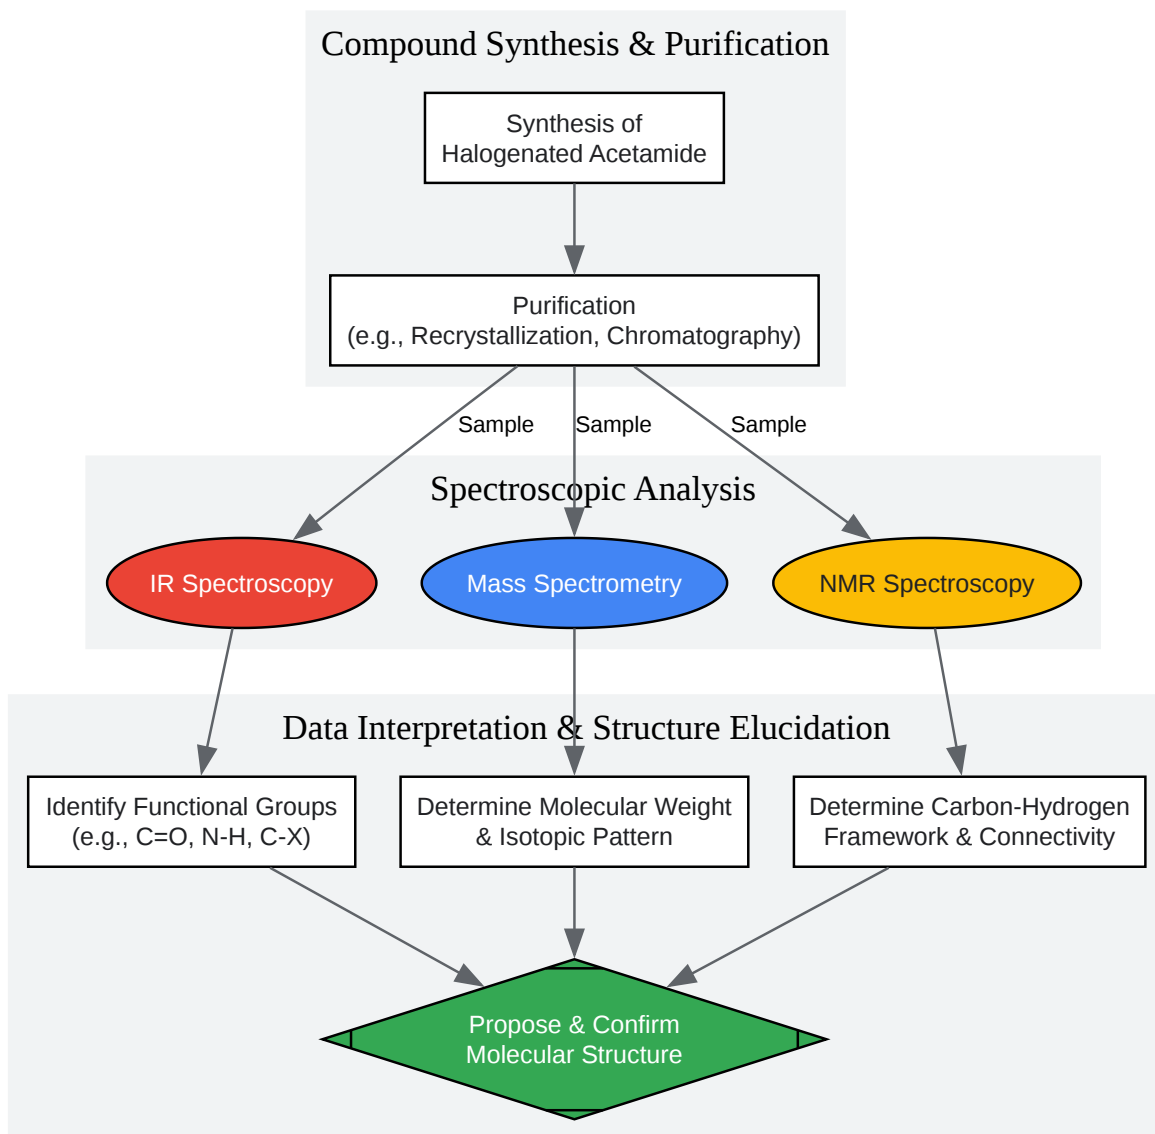 Compound Synthesis & Purification
Synthesis of
Halogenated Acetamide
Purification
(e.g., Recrystallization, Chromatography)
Sample
Sample
Sample
Spectroscopic Analysis
IR Spectroscopy
Mass Spectrometry
NMR Spectroscopy
Data Interpretation & Structure Elucidation
Identify Functional Groups
(e.g., C=O, N-H, C-X)
Determine Molecular Weight
& Isotopic Pattern
Determine Carbon-Hydrogen
Framework & Connectivity
Propose & Confirm
Molecular Structure